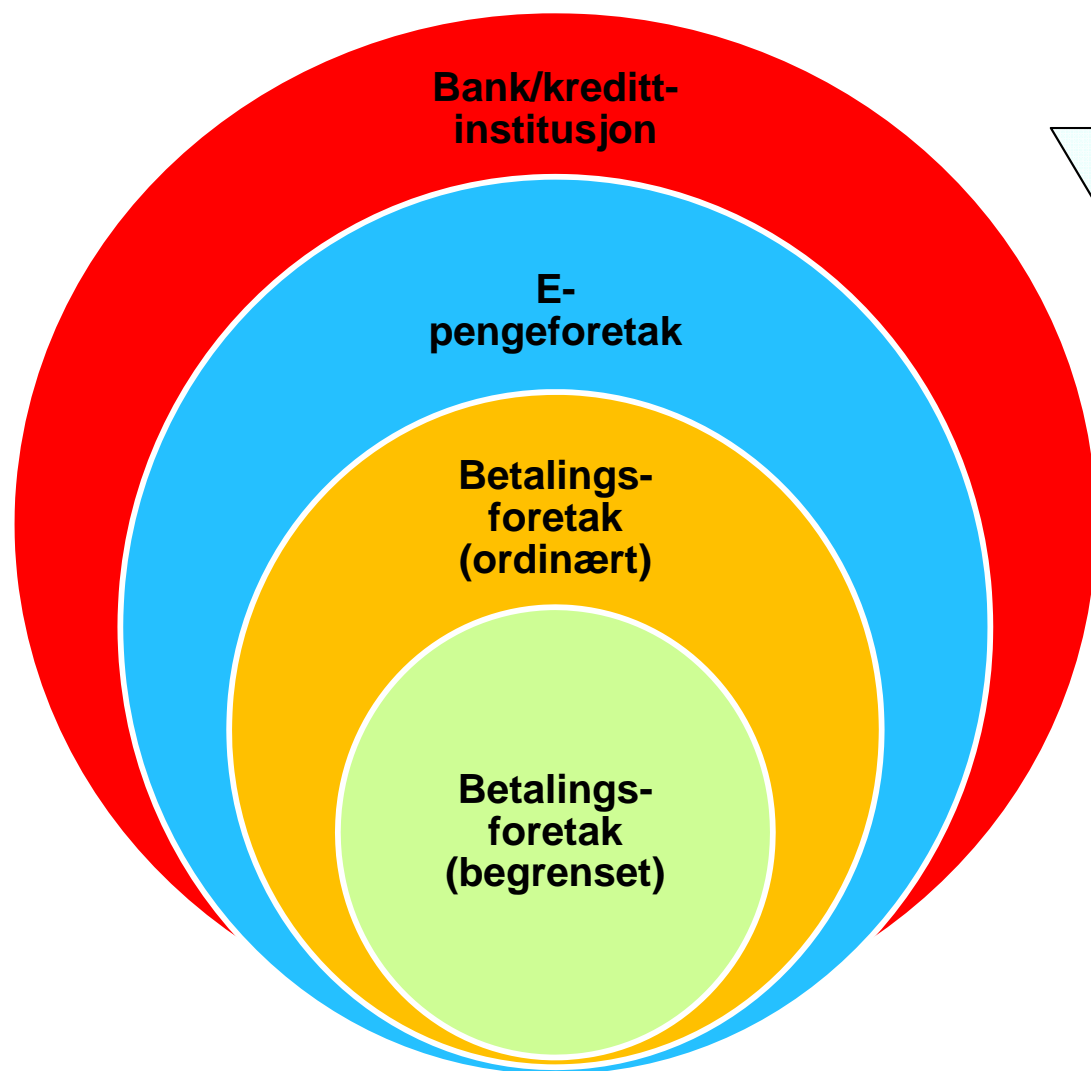 Bank/kreditt-
institusjon
E-
pengeforetak
Betalings-
foretak
(ordinært)
Betalings-
foretak
(begrenset)